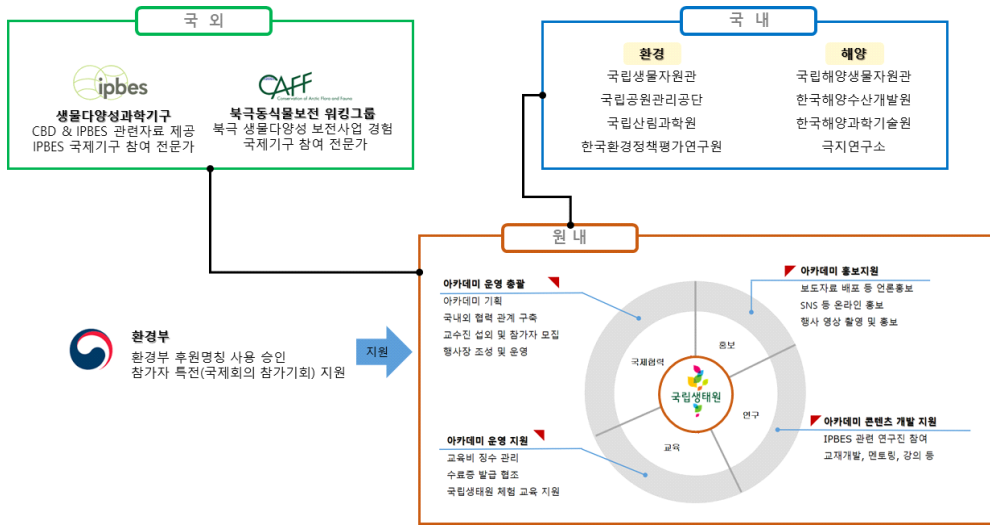 국 외
ipbes
생물다양성과학기구
CBD & IPBES 관련자료 제공
IPBES 국제기구 참여 전문가
CAFF
Conservation of Arctic Flora and Fauna
북극동식물보전 워킹그룹
북극 생물다양성 보전사업 경험
국제기구 참여 전문가
국 내
환경
국립생물자원관
국립공원관리공단
국립산림과학원
한국환경정책평가연구원
해양
국립해양생물자원관
한국해양수산개발원
한국해양과학기술원
극지연구소
환경부
환경부 후원명칭 사용 승인
참가자 특전(국제회의 참가기회) 지원
지원
원 내
아카데미 운영 총괄
아카데미 기획
국내외 협력 관계 구축
교수진 섭외 및 참가자 모집
행사장 조성 및 운영
아카데미 홍보지원
보도자료 배포 등 언론홍보
SNS 등 온라인 홍보
행사 영상 촬영 및 홍보
국제협력
홍보
국립생태원
교육
연구
아카데미 운영 지원
교육비 징수 관리
수료증 발급 협조
국립생태원 체험 교육 지원
아카데미 콘텐츠 개발 지원
IPBES 관련 연구진 참여
교재개발, 멘토링, 강의 등